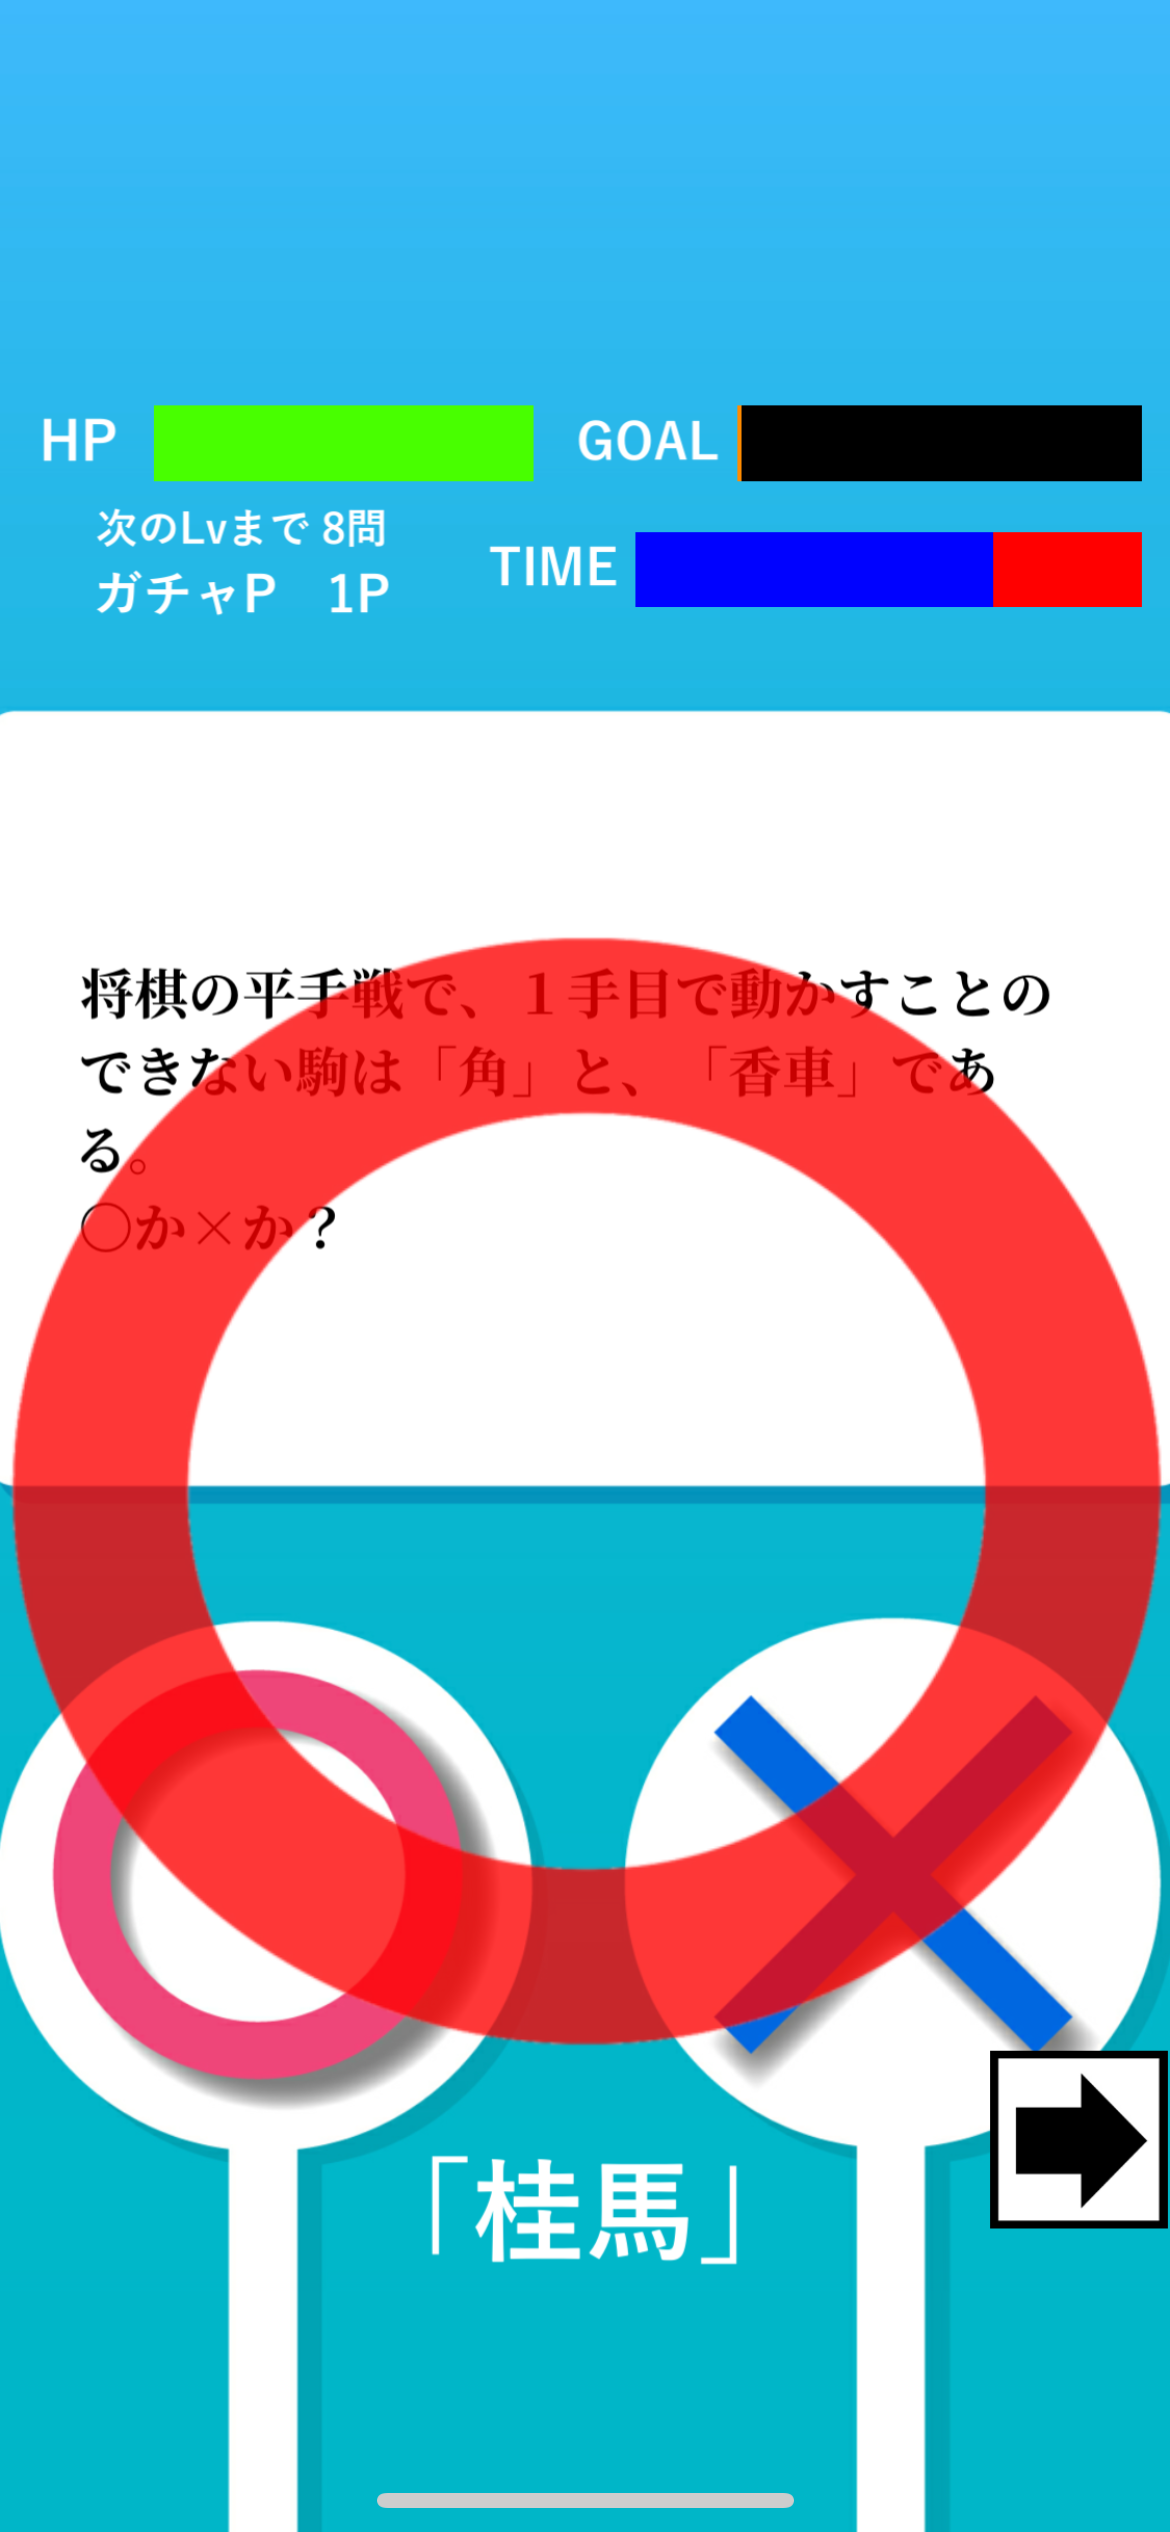 HP
GOAL
次のLvまで 8問
TIME
ガチャP 1P
将棋の平手戦で、１手目で動かすことの
できない駒は「角」と、「香車」であ
る。
○か×か？
「桂馬」